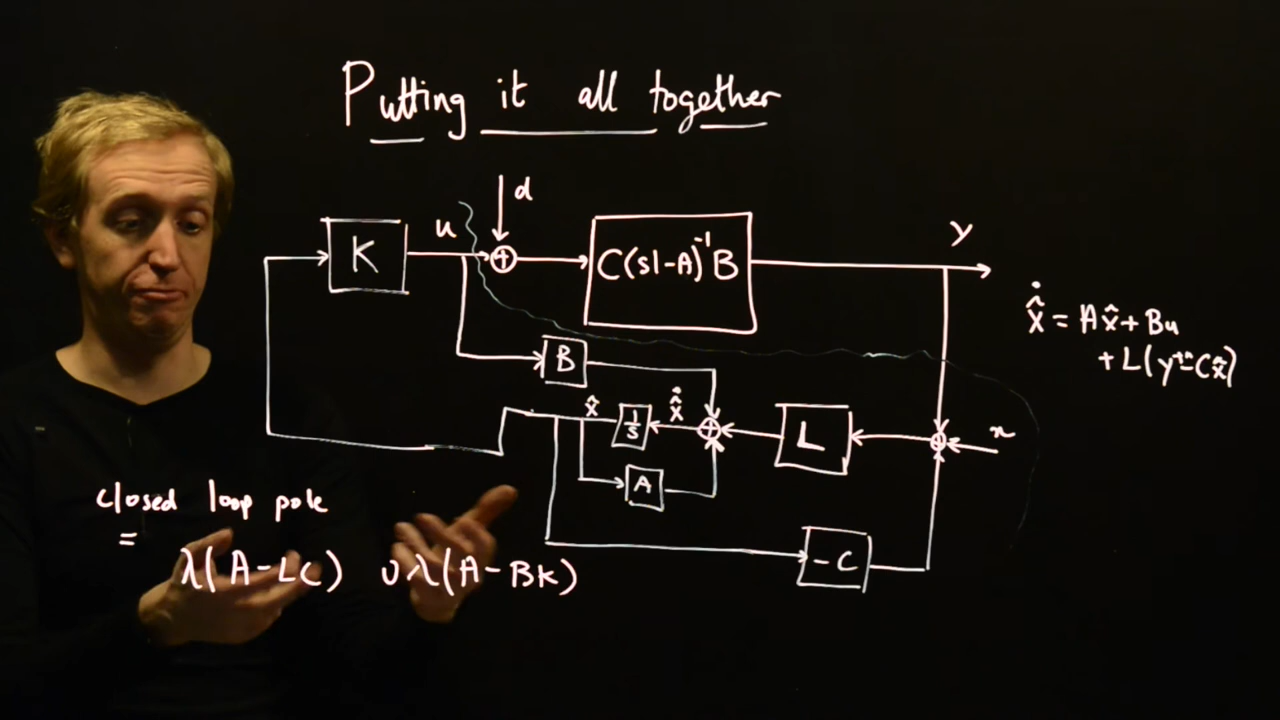 Putting it all together
d
u
y
K
+
C(sI-A)⁻¹B
B
x̂̇ = Ax̂ + Bu
+ L(y⁺ⁿ-Cx̂)
x̂
1/s
x̂̇
+
L
+
n
A
closed loop pole
=
λ(A-LC) ∪ λ(A-BK)
-C